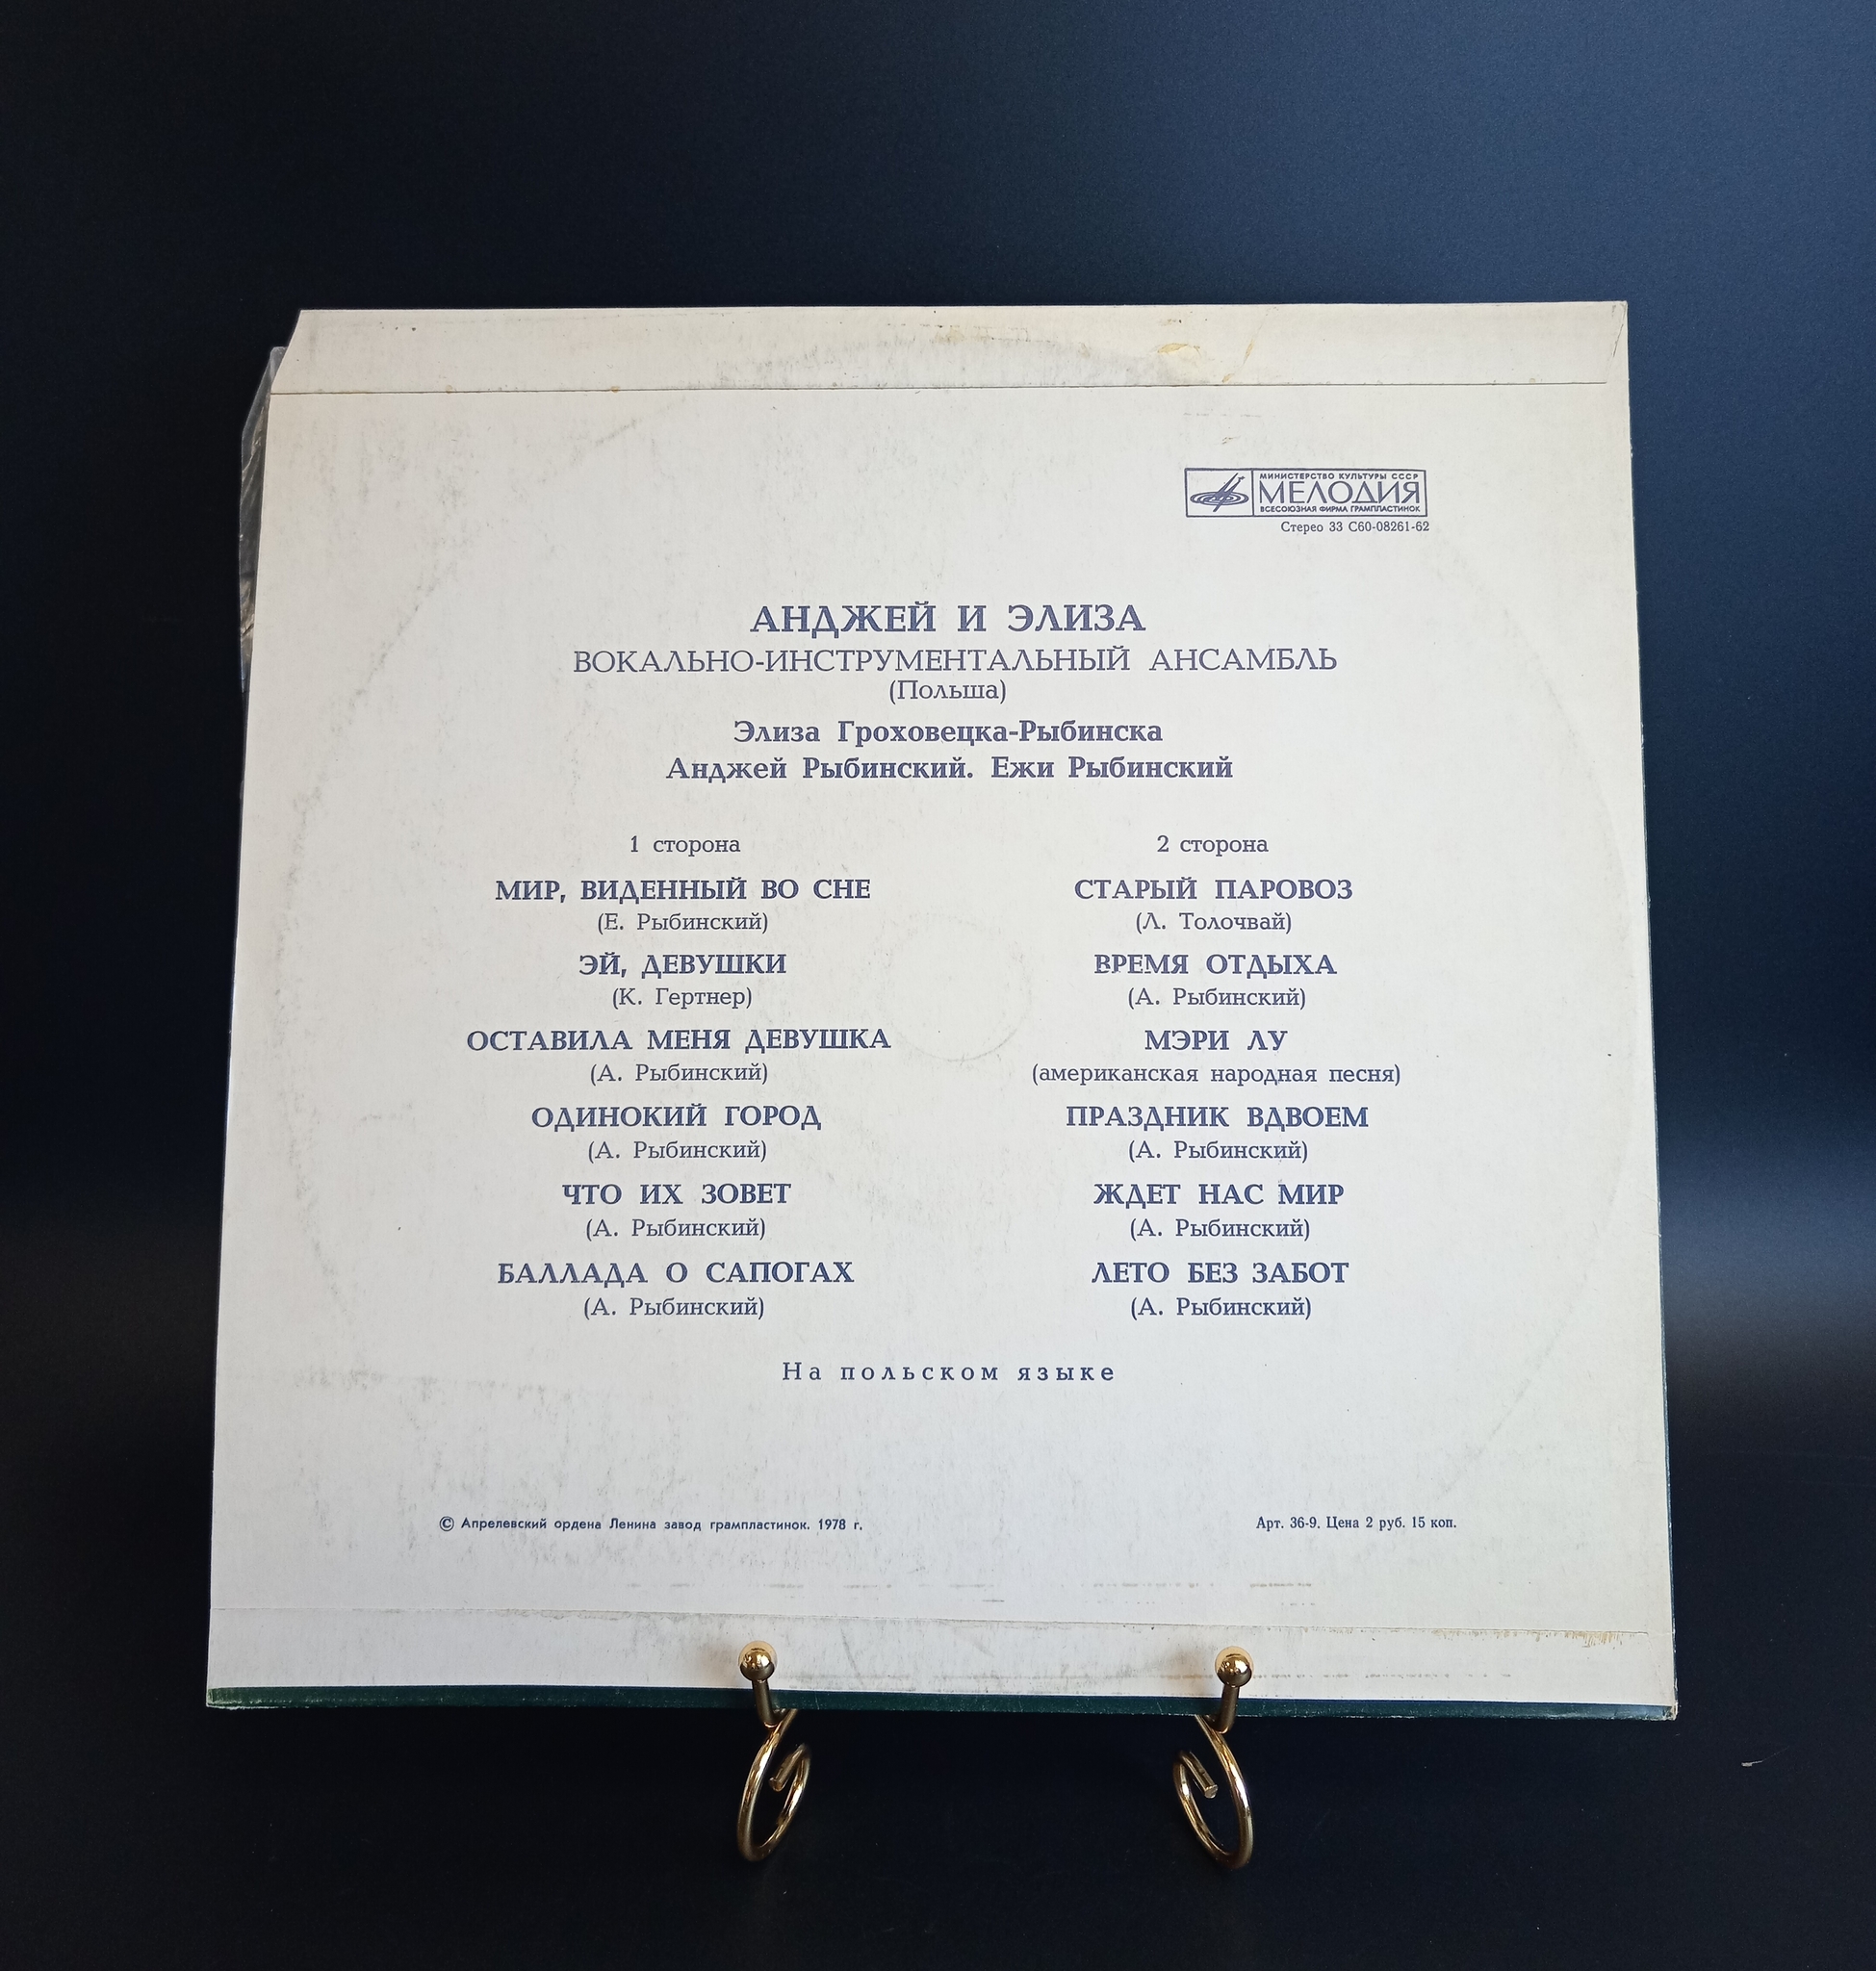 МИНИСТЕРСТВО КУЛЬТУРЫ СССР
МЕЛОДИЯ
ВСЕСОЮЗНАЯ ФИРМА ГРАМПЛАСТИНОК
Стерео 33 С60-08261-62
АНДЖЕЙ И ЭЛИЗА
ВОКАЛЬНО-ИНСТРУМЕНТАЛЬНЫЙ АНСАМБЛЬ
(Польша)
Элиза Гроховецка-Рыбинска
Анджей Рыбинский. Ежи Рыбинский
1 сторона
МИР, ВИДЕННЫЙ ВО СНЕ
(Е. Рыбинский)
ЭЙ, ДЕВУШКИ
(К. Гертнер)
ОСТАВИЛА МЕНЯ ДЕВУШКА
(А. Рыбинский)
ОДИНОКИЙ ГОРОД
(А. Рыбинский)
ЧТО ИХ ЗОВЕТ
(А. Рыбинский)
БАЛЛАДА О САПОГАХ
(А. Рыбинский)
2 сторона
СТАРЫЙ ПАРОВОЗ
(Л. Толочвай)
ВРЕМЯ ОТДЫХА
(А. Рыбинский)
МЭРИ ЛУ
(американская народная песня)
ПРАЗДНИК ВДВОЕМ
(А. Рыбинский)
ЖДЕТ НАС МИР
(А. Рыбинский)
ЛЕТО БЕЗ ЗАБОТ
(А. Рыбинский)
На польском языке
© Апрелевский ордена Ленина завод грампластинок. 1978 г.
Арт. 36-9. Цена 2 руб. 15 коп.